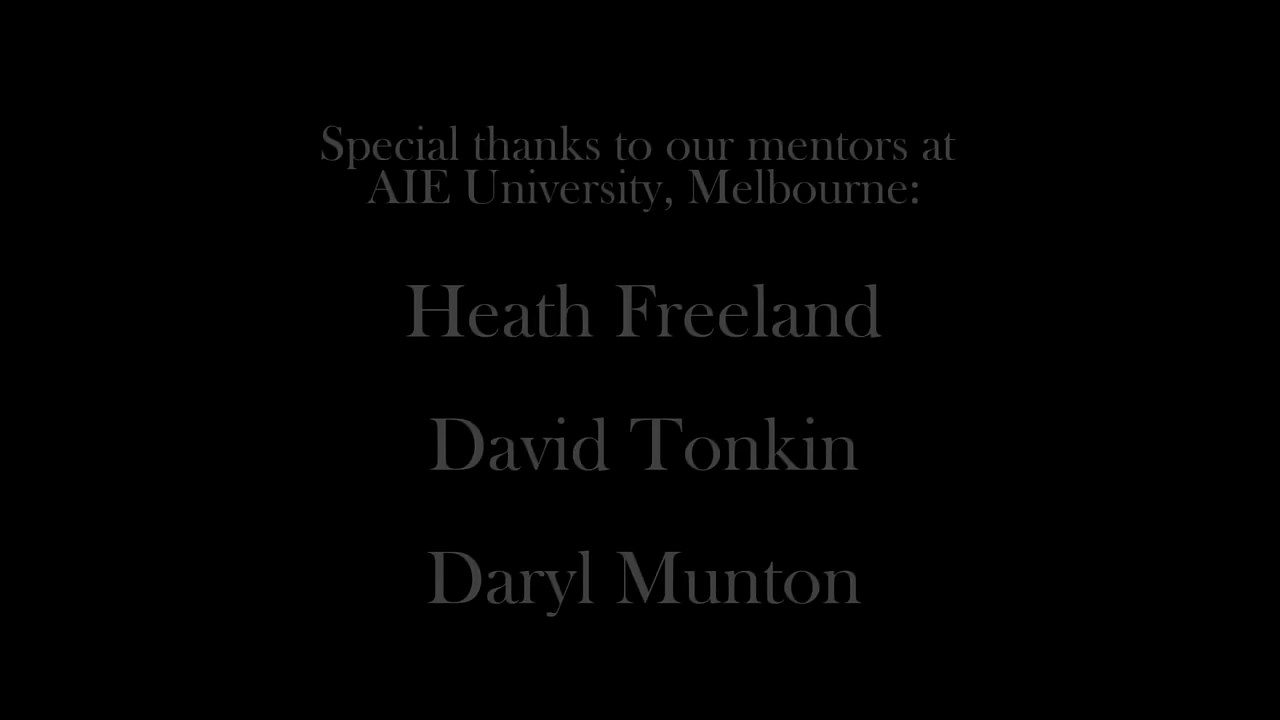 Special thanks to our mentors at
AIE University, Melbourne:
Heath Freeland
David Tonkin
Daryl Munton